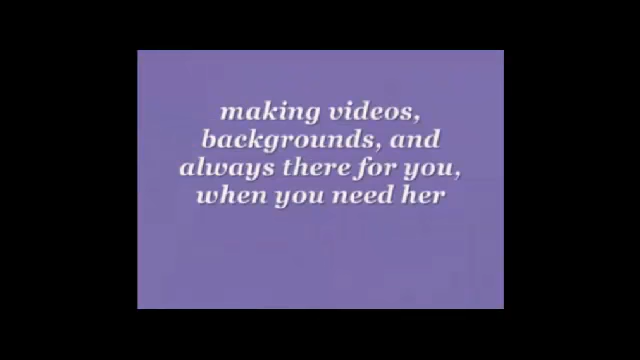 making videos,
backgrounds, and
always there for you,
when you need her